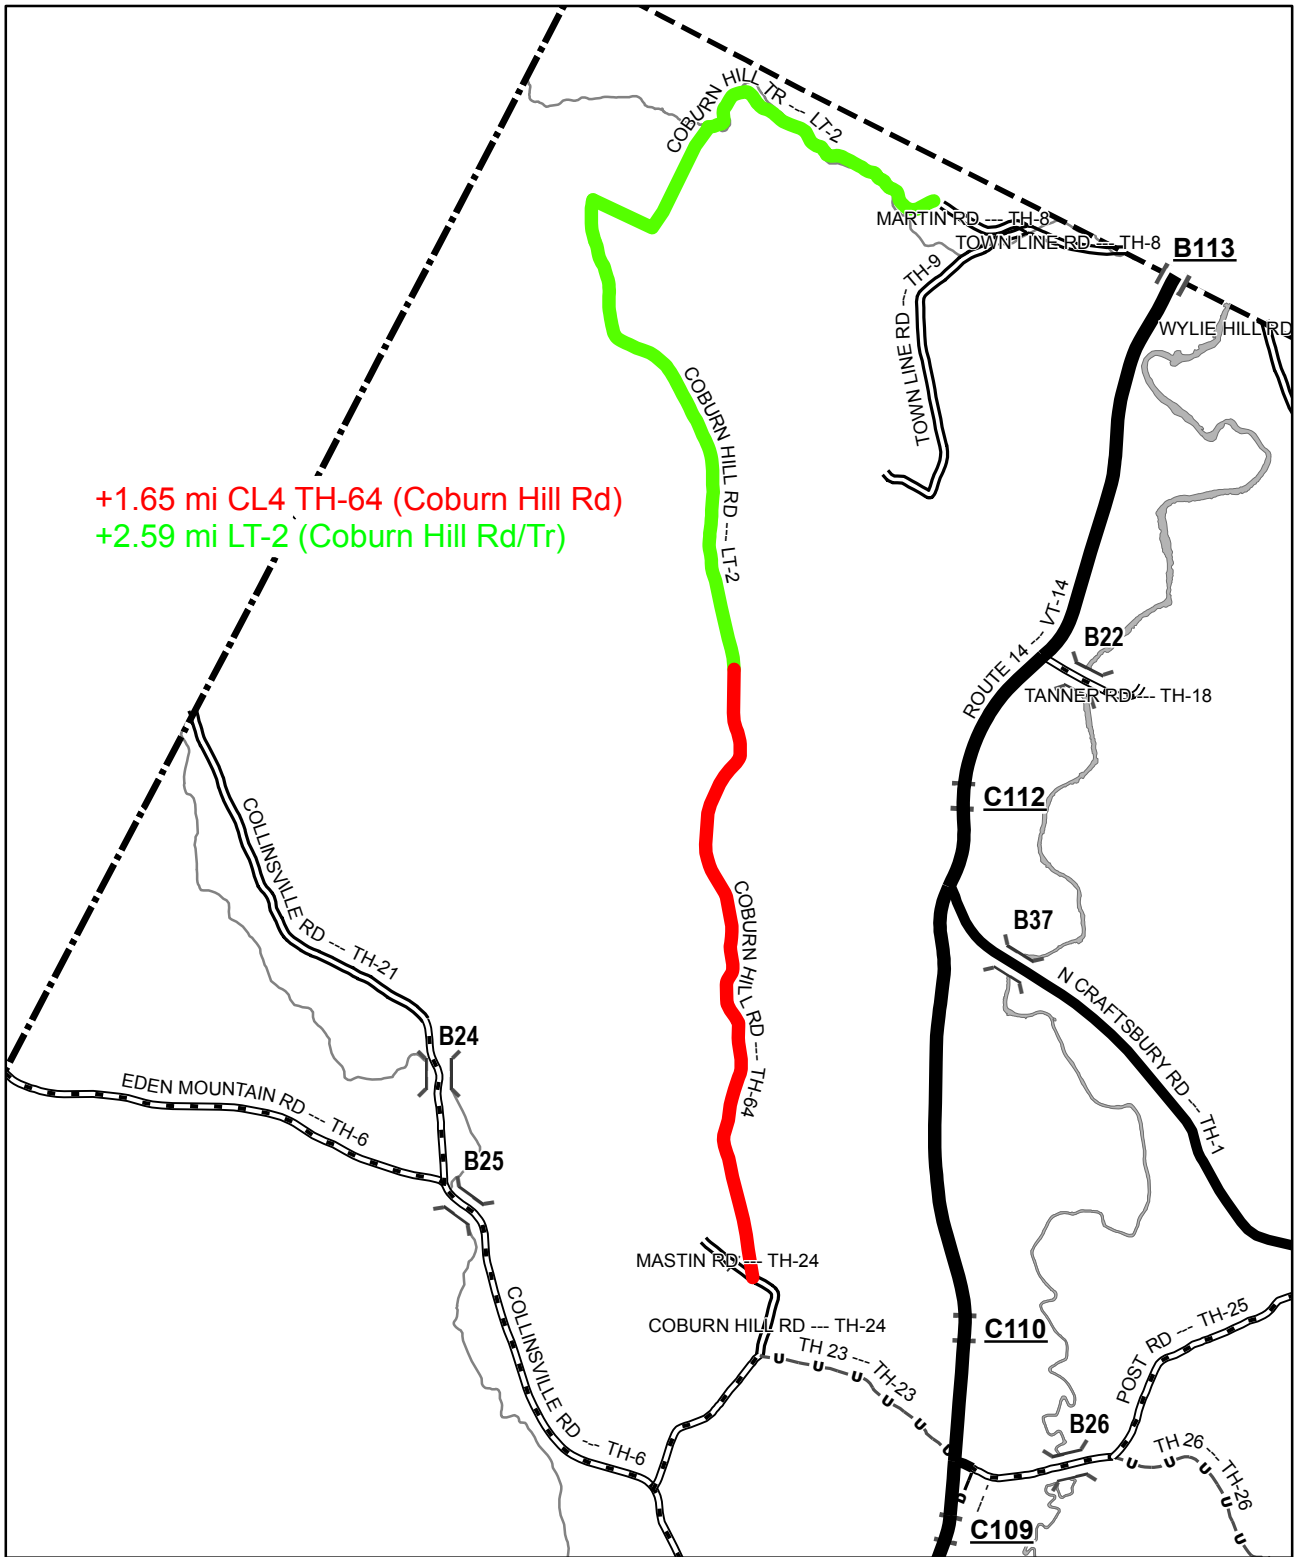 COBURN HILL TR --- LT-2
MARTIN RD --- TH-8
TOWN LINE RD --- TH-8
B113
TOWN LINE RD --- TH-9
WYLIE HILL RD
COBURN HILL RD --- LT-2
+1.65 mi CL4 TH-64 (Coburn Hill Rd)
+2.59 mi LT-2 (Coburn Hill Rd/Tr)
ROUTE 14 --- VT-14
B22
TANNER RD --- TH-18
C112
COLLINSVILLE RD --- TH-21
COBURN HILL RD --- TH-64
B37
N CRAFTSBURY RD --- TH-1
B24
EDEN MOUNTAIN RD --- TH-6
B25
MASTIN RD --- TH-24
COBURN HILL RD --- TH-24
C110
POST RD --- TH-25
TH 23 --- TH-23
COLLINSVILLE RD --- TH-6
B26
TH 26 --- TH-26
C109